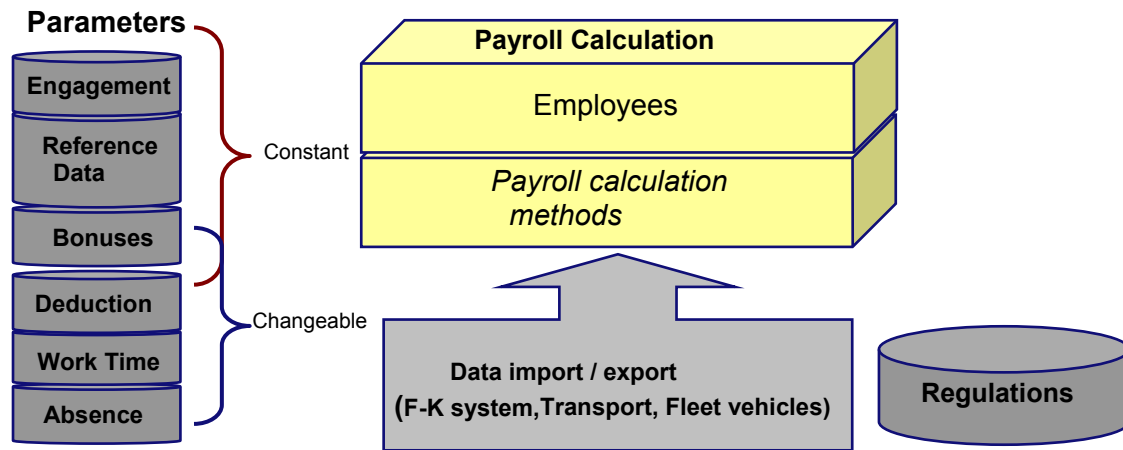 Parameters
Engagement
Reference
Data
Bonuses
Deduction
Work Time
Absence
Constant
Changeable
Payroll Calculation
Employees
Payroll calculation
methods
Data import / export
(F-K system,Transport, Fleet vehicles)
Regulations